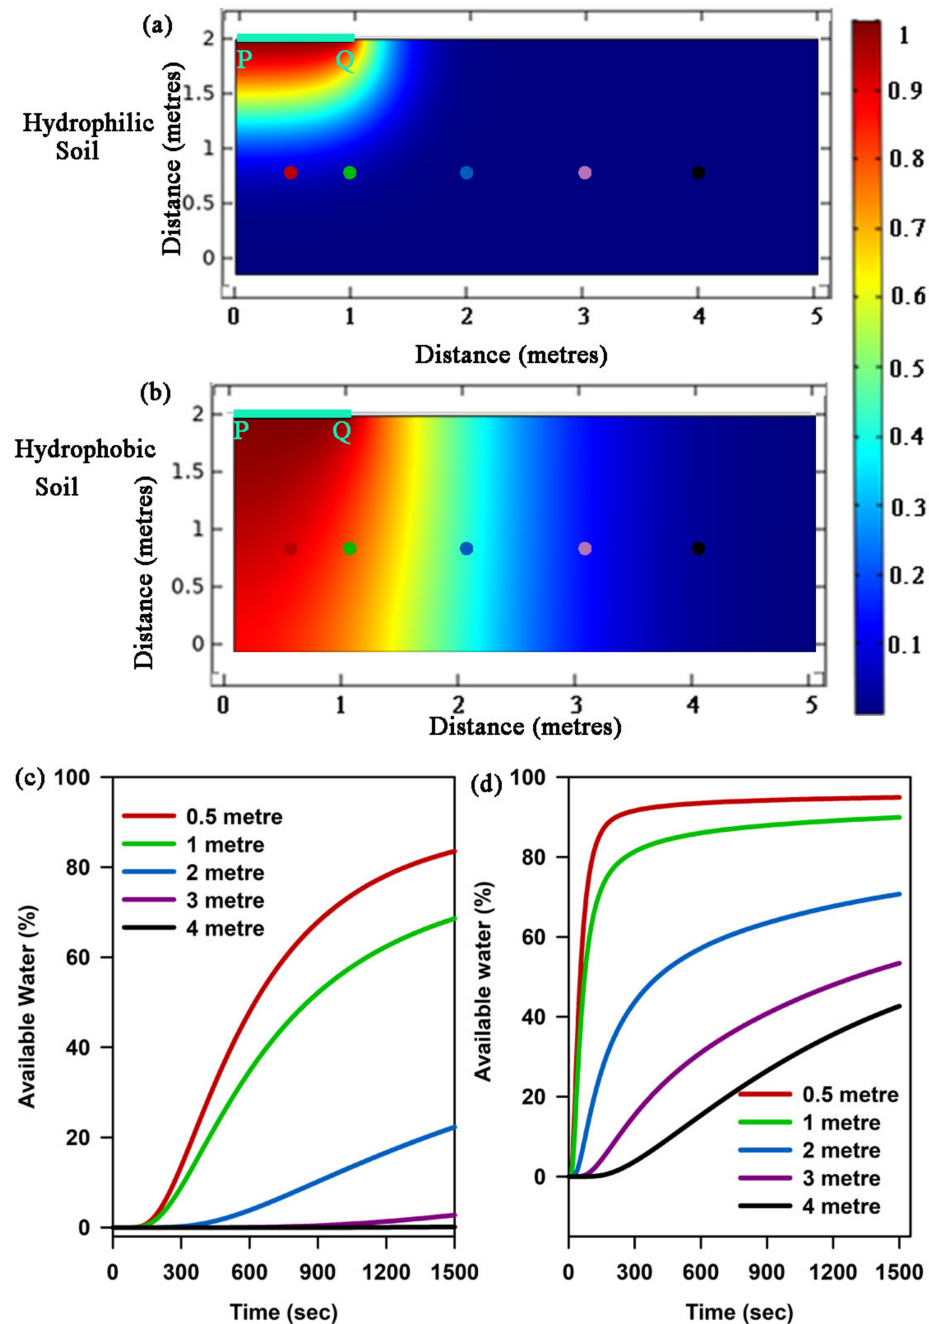 (a)
Hydrophilic
Soil
Distance (metres)
2
1.5
1
0.5
0
P
Q
0 1 2 3 4 5
Distance (metres)
1
0.9
0.8
0.7
0.6
0.5
0.4
0.3
0.2
0.1
(b)
Hydrophobic
Soil
Distance (metres)
2
1.5
1
0.5
0
P
Q
0 1 2 3 4 5
Distance (metres)
(c)
Available Water (%)
100
80
60
40
20
0
0.5 metre
1 metre
2 metre
3 metre
4 metre
0 300 600 900 1200 1500
Time (sec)
(d)
Available water (%)
100
80
60
40
20
0
0.5 metre
1 metre
2 metre
3 metre
4 metre
0 300 600 900 1200 1500
Time (sec)